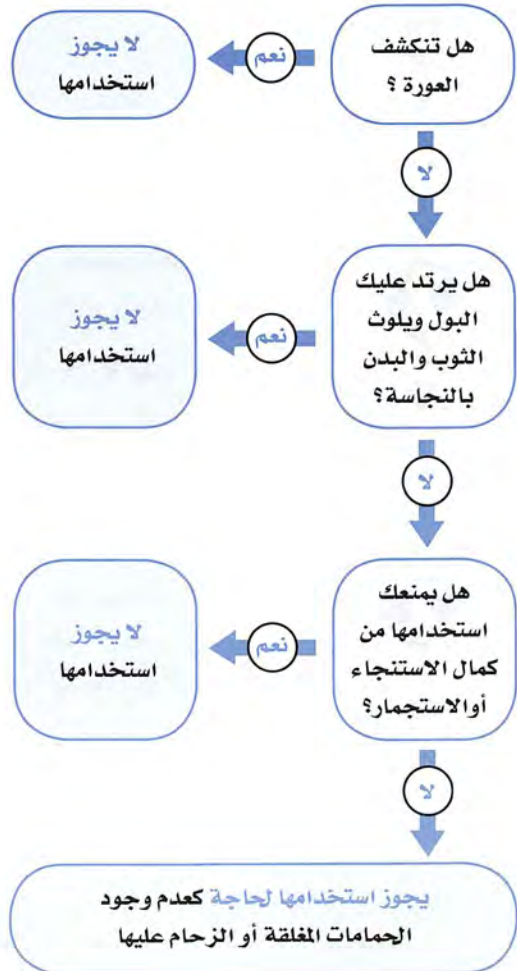 هل تنكشف
العورة ؟
نعم
لا يجوز
استخدامها
لا
هل يرتد عليك
البول ويلوث
الثوب والبدن
بالنجاسة؟
نعم
لا يجوز
استخدامها
لا
هل يمنعك
استخدامها من
كمال الاستنجاء
أوالاستجمار؟
نعم
لا يجوز
استخدامها
لا
يجوز استخدامها لحاجة كعدم وجود
الحمامات المغلقة أو الزحام عليها